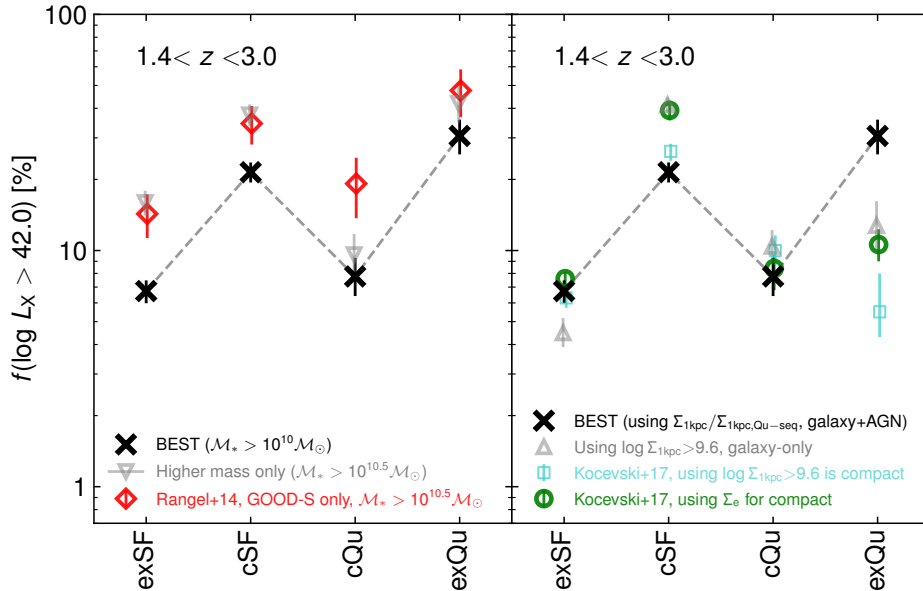 100
10
1
f(log L_X > 42.0) [%]
1.4< z <3.0
BEST (M_* > 10^10 M_⊙)
Higher mass only (M_* > 10^10.5 M_⊙)
Rangel+14, GOOD-S only, M_* > 10^10.5 M_⊙
exSF
cSF
cQu
exQu
1.4< z <3.0
BEST (using Σ_1kpc/Σ_1kpc,Qu−seq, galaxy+AGN)
Using log Σ_1kpc>9.6, galaxy-only
Kocevski+17, using log Σ_1kpc>9.6 is compact
Kocevski+17, using Σ_e for compact
exSF
cSF
cQu
exQu